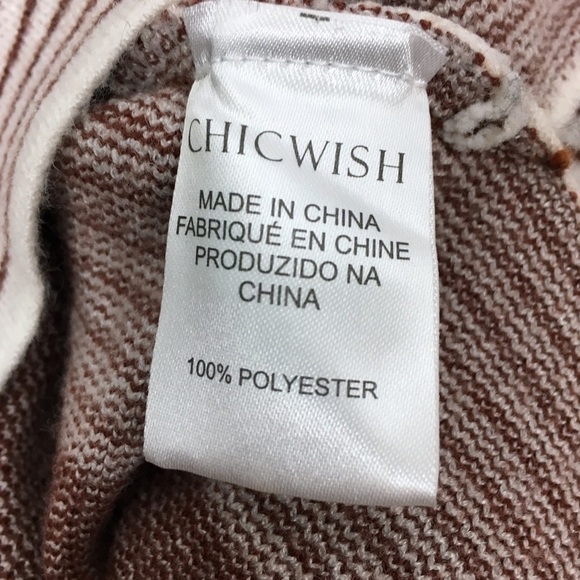 CHICWISH
MADE IN CHINA
FABRIQUÉ EN CHINE
PRODUZIDO NA
CHINA
100% POLYESTER